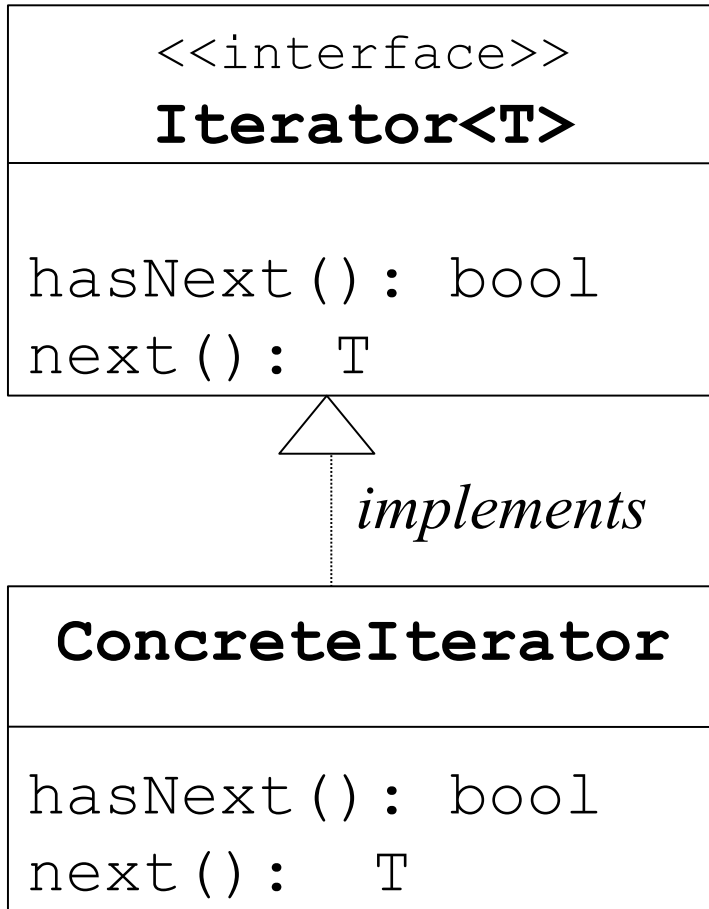 <<interface>>
Iterator<T>
hasNext(): bool
next(): T
implements
ConcreteIterator
hasNext(): bool
next(): T